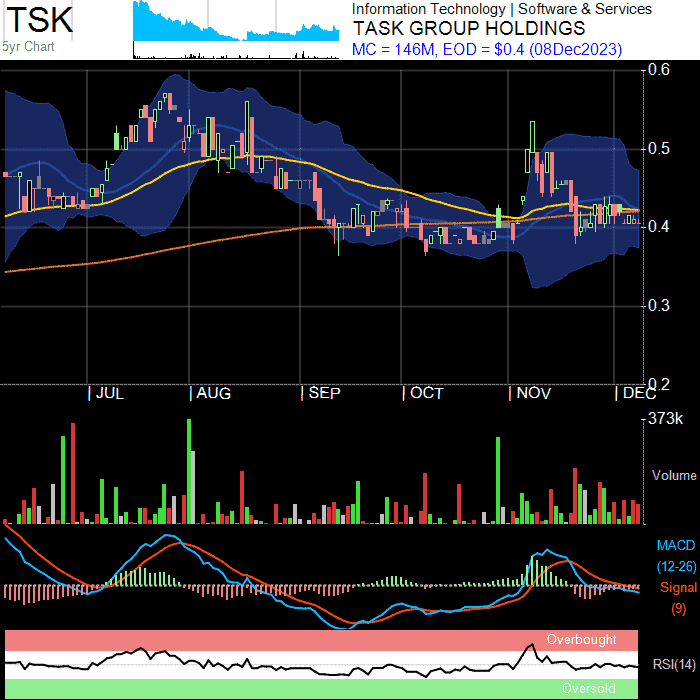 TSK
5yr Chart
Information Technology | Software & Services
TASK GROUP HOLDINGS
MC = 146M, EOD = $0.4 (08Dec2023)
0.6
0.5
0.4
0.3
0.2
| JUL | AUG | SEP | OCT | NOV | DEC
373k
Volume
MACD
(12-26)
Signal
(9)
Overbought
RSI(14)
Oversold